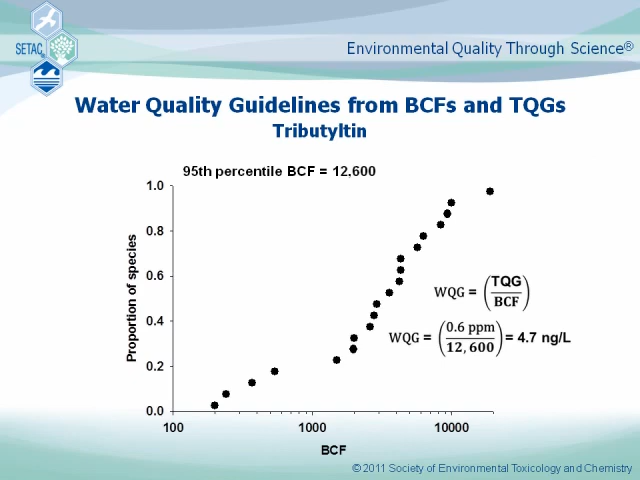 SETAC
Environmental Quality Through Science®
Water Quality Guidelines from BCFs and TQGs
Tributyltin
95th percentile BCF = 12,600
Proportion of species
1.0
0.8
0.6
0.4
0.2
0.0
100
1000
10000
BCF
WQG = (TQG/BCF)
WQG = (0.6 ppm/12,600) = 4.7 ng/L
© 2011 Society of Environmental Toxicology and Chemistry